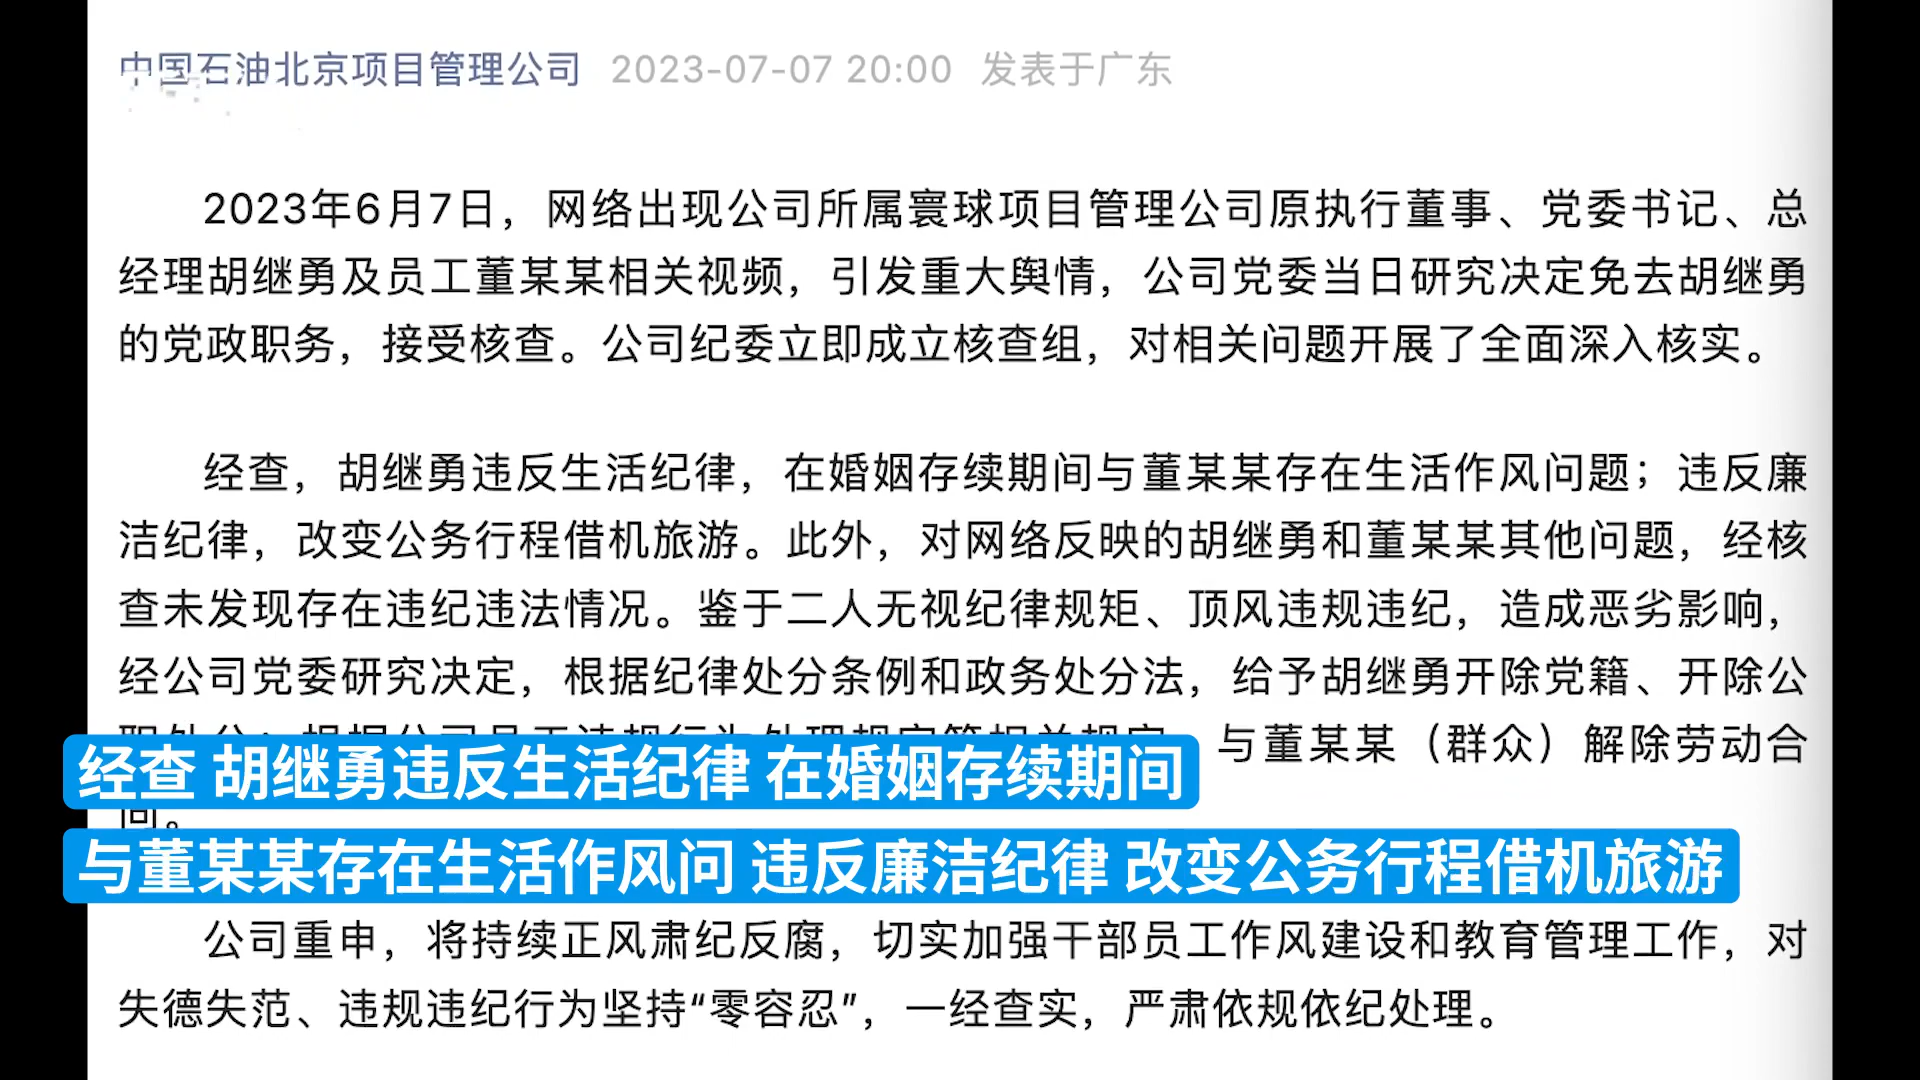 中国石油北京项目管理公司 2023-07-07 20:00 发表于广东
2023年6月7日，网络出现公司所属寰球项目管理公司原执行董事、党委书记、总
经理胡继勇及员工董某某相关视频，引发重大舆情，公司党委当日研究决定免去胡继勇
的党政职务，接受核查。公司纪委立即成立核查组，对相关问题开展了全面深入核实。
经查，胡继勇违反生活纪律，在婚姻存续期间与董某某存在生活作风问题；违反廉
洁纪律，改变公务行程借机旅游。此外，对网络反映的胡继勇和董某某其他问题，经核
查未发现存在违纪违法情况。鉴于二人无视纪律规矩、顶风违规违纪，造成恶劣影响，
经公司党委研究决定，根据纪律处分条例和政务处分法，给予胡继勇开除党籍、开除公
与董某某（群众）解除劳动合
经查 胡继勇违反生活纪律 在婚姻存续期间
与董某某存在生活作风问 违反廉洁纪律 改变公务行程借机旅游
公司重申，将持续正风肃纪反腐，切实加强干部员工作风建设和教育管理工作，对
失德失范、违规违纪行为坚持“零容忍”，一经查实，严肃依规依纪处理。